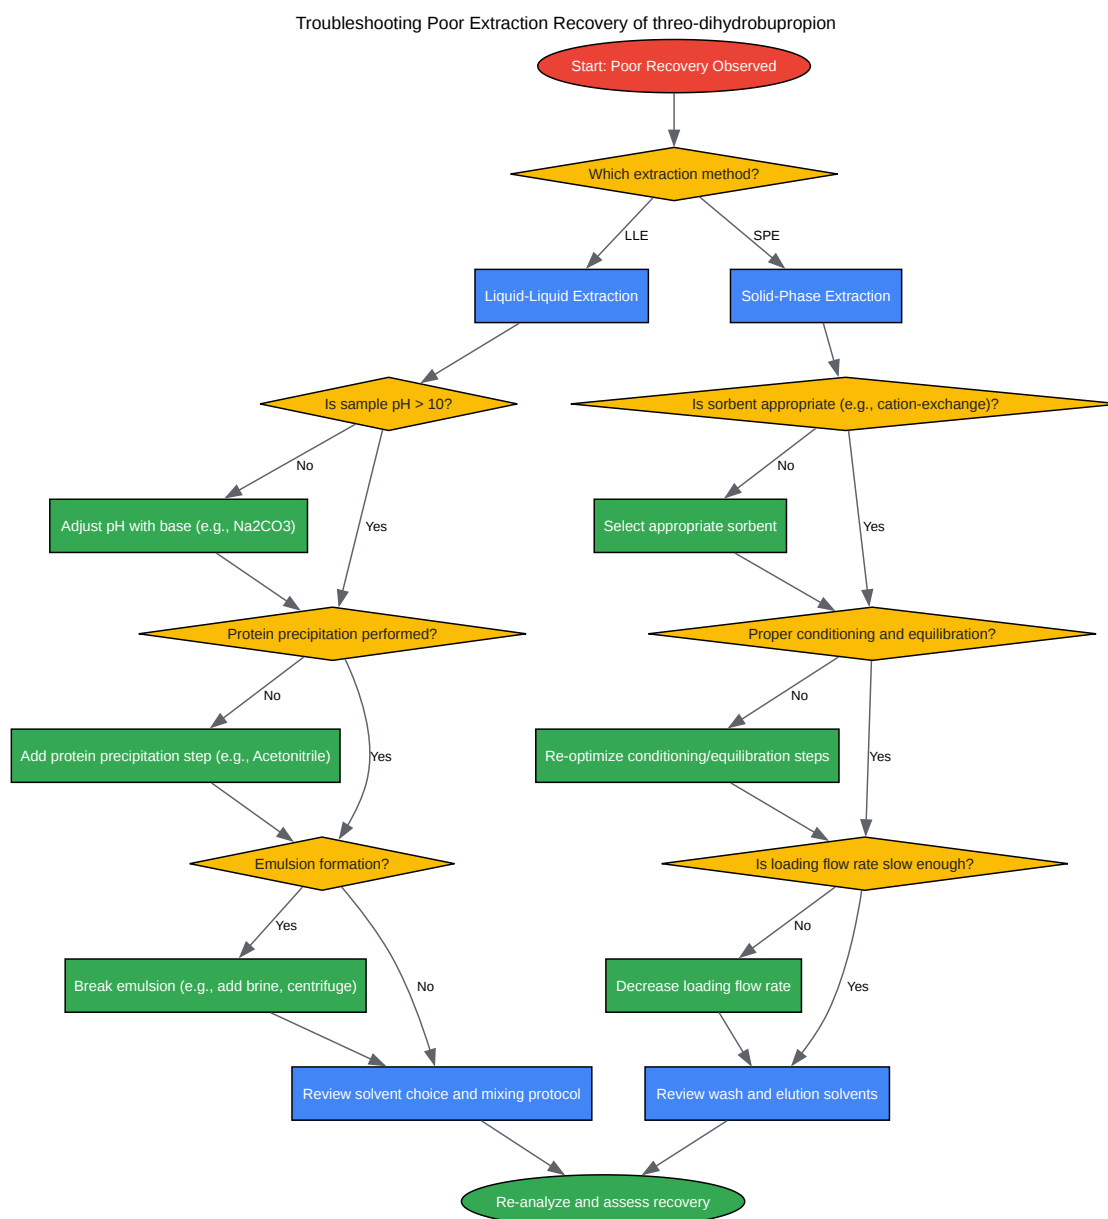 Troubleshooting Poor Extraction Recovery of threo-dihydrobupropion
Start: Poor Recovery Observed
Which extraction method?
LLE
SPE
Liquid-Liquid Extraction
Solid-Phase Extraction
Is sample pH > 10?
Is sorbent appropriate (e.g., cation-exchange)?
No
No
Adjust pH with base (e.g., Na2CO3)
Yes
Select appropriate sorbent
Yes
Protein precipitation performed?
Proper conditioning and equilibration?
No
No
Add protein precipitation step (e.g., Acetonitrile)
Yes
Re-optimize conditioning/equilibration steps
Yes
Emulsion formation?
Is loading flow rate slow enough?
Yes
No
Break emulsion (e.g., add brine, centrifuge)
No
Decrease loading flow rate
Yes
Review solvent choice and mixing protocol
Review wash and elution solvents
Re-analyze and assess recovery